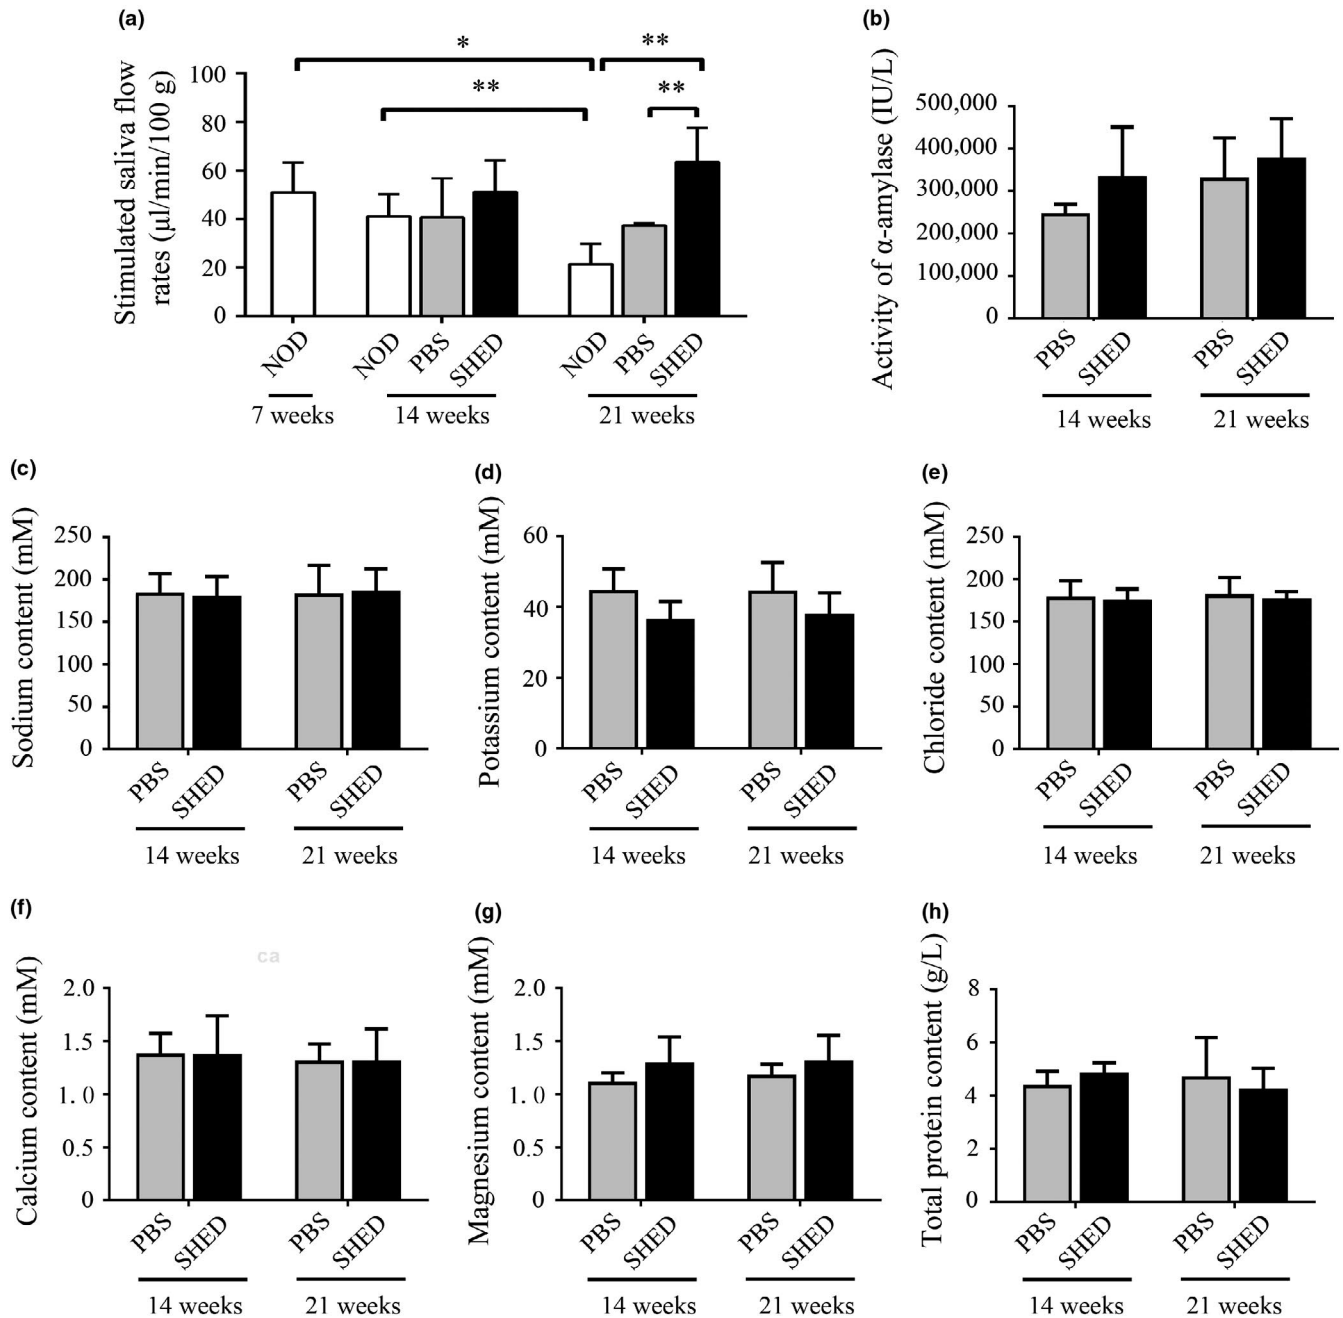 (a)
Stimulated saliva flow
rates (µl/min/100 g)
*
**
**
**
100
80
60
40
20
0
NOD
NOD
PBS
SHED
NOD
PBS
SHED
7 weeks
14 weeks
21 weeks
(b)
Activity of α-amylase (IU/L)
500,000
400,000
300,000
200,000
100,000
0
PBS
SHED
PBS
SHED
14 weeks
21 weeks
(c)
Sodium content (mM)
250
200
150
100
50
0
PBS
SHED
PBS
SHED
14 weeks
21 weeks
(d)
Potassium content (mM)
60
40
20
0
PBS
SHED
PBS
SHED
14 weeks
21 weeks
(e)
Chloride content (mM)
250
200
150
100
50
0
PBS
SHED
PBS
SHED
14 weeks
21 weeks
(f)
ca
Calcium content (mM)
2.0
1.5
1.0
0.5
0
PBS
SHED
PBS
SHED
14 weeks
21 weeks
(g)
Magnesium content (mM)
2.0
1.5
1.0
0.5
0
PBS
SHED
PBS
SHED
14 weeks
21 weeks
(h)
Total protein content (g/L)
8
6
4
2
0
PBS
SHED
PBS
SHED
14 weeks
21 weeks